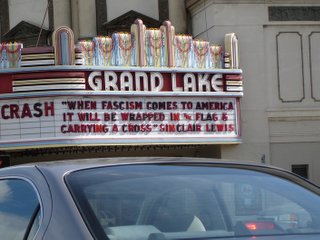 GRAND LAKE
CRASH
"WHEN FASCISM COMES TO AMERICA
IT WILL BE WRAPPED IN THE FLAG &
CARRYING A CROSS" SINCLAIR LEWIS